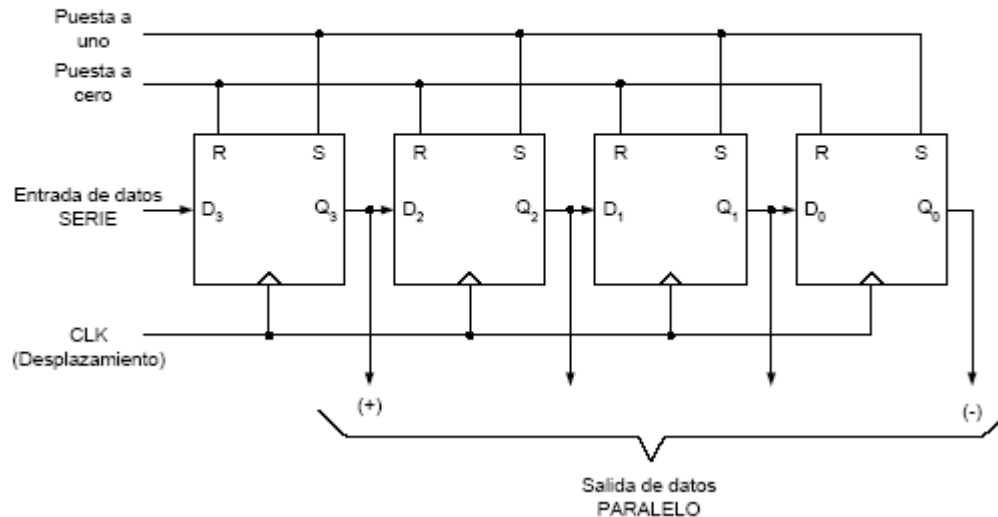 Puesta a
uno
Puesta a
cero
R S R S R S R S
Entrada de datos
SERIE
D3 Q3 D2 Q2 D1 Q1 D0 Q0
CLK
(Desplazamiento)
(+) (-)
Salida de datos
PARALELO